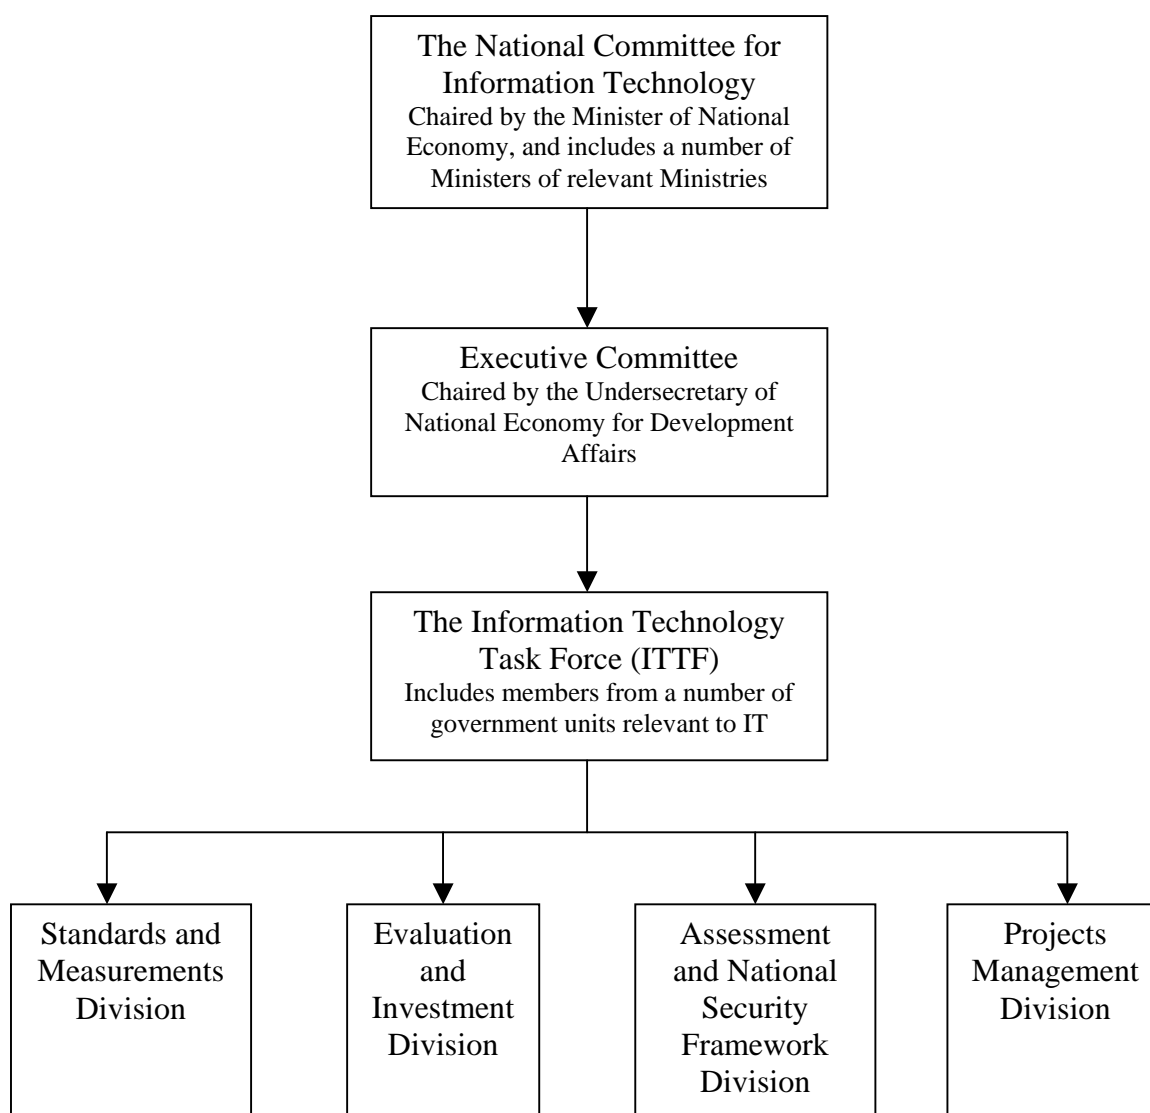 The National Committee for
Information Technology
Chaired by the Minister of National
Economy, and includes a number of
Ministers of relevant Ministries
Executive Committee
Chaired by the Undersecretary of
National Economy for Development
Affairs
The Information Technology
Task Force (ITTF)
Includes members from a number of
government units relevant to IT
Standards and
Measurements
Division
Evaluation
and
Investment
Division
Assessment
and National
Security
Framework
Division
Projects
Management
Division